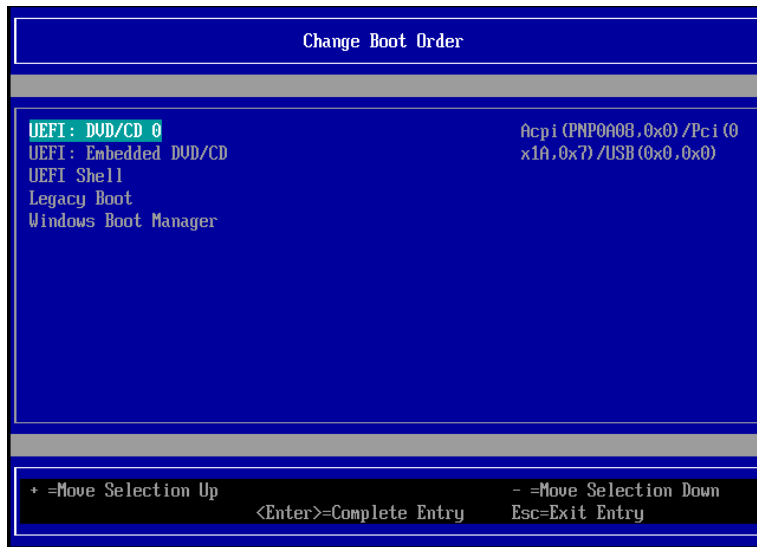 Change Boot Order
UEFI: DVD/CD 0
UEFI: Embedded DVD/CD
UEFI Shell
Legacy Boot
Windows Boot Manager
Acpi(PNP0A08,0x0)/Pci(0
x1A,0x7)/USB(0x0,0x0)
+ =Move Selection Up
- =Move Selection Down
<Enter>=Complete Entry
Esc=Exit Entry